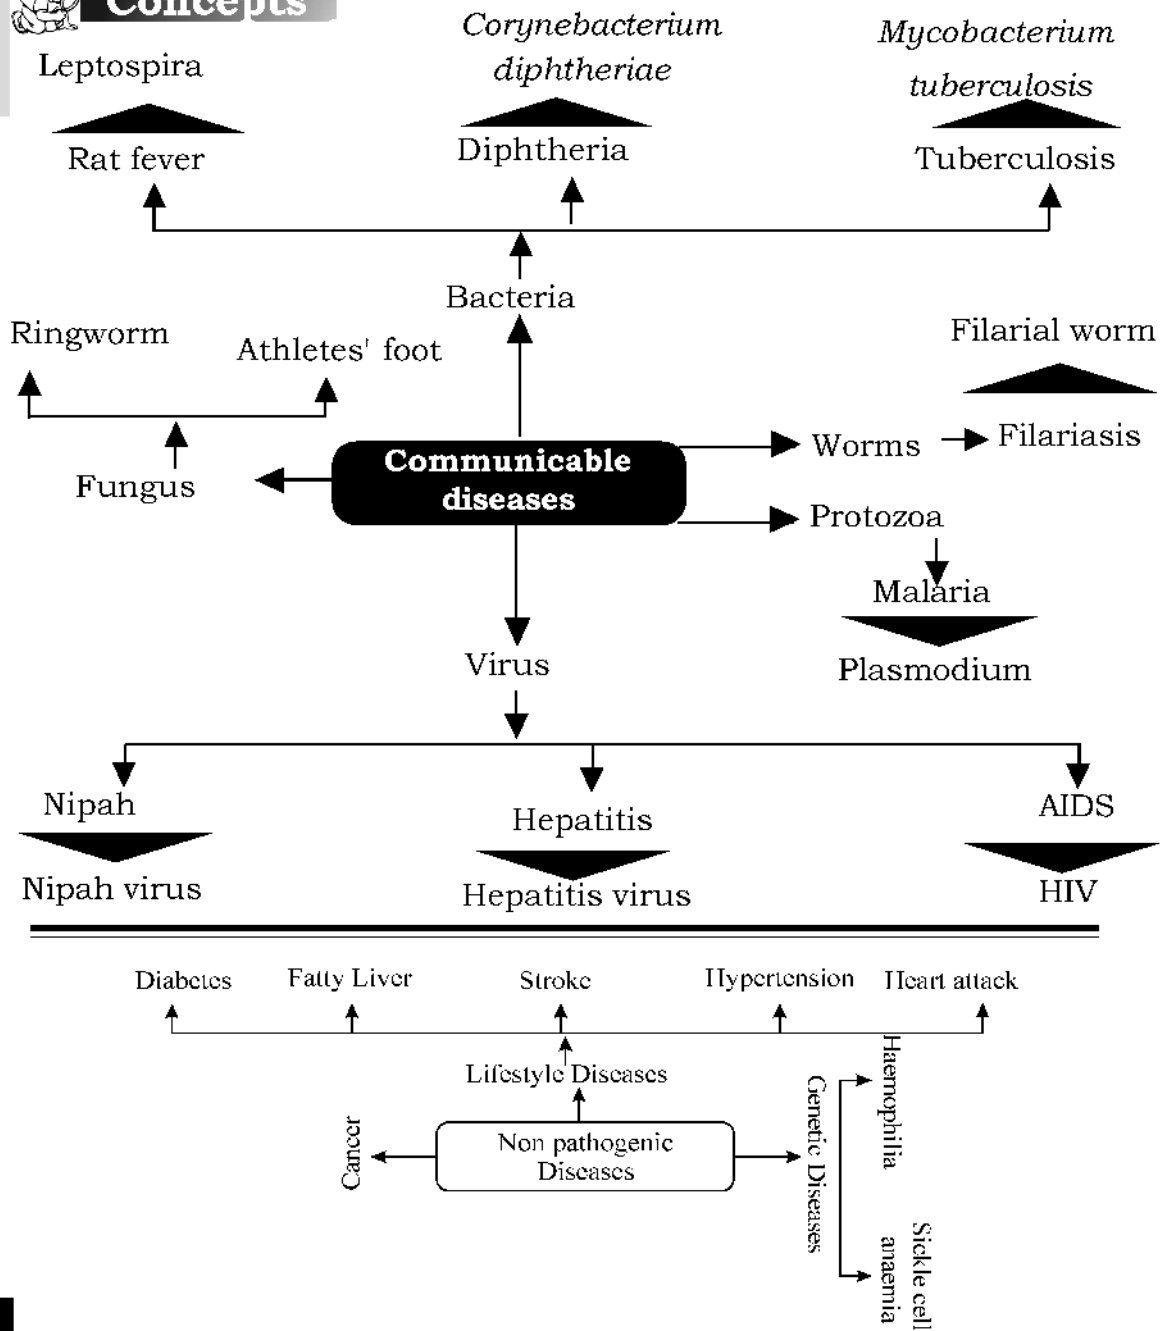 Concepts
Leptospira
Corynebacterium
diphtheriae
Mycobacterium
tuberculosis
Rat fever
Diphtheria
Tuberculosis
Bacteria
Ringworm
Athletes' foot
Filarial worm
Communicable
diseases
Worms
Filariasis
Fungus
Protozoa
Malaria
Plasmodium
Virus
Nipah
Hepatitis
AIDS
Nipah virus
Hepatitis virus
HIV
Diabetes
Fatty Liver
Stroke
Hypertension
Heart attack
Lifestyle Diseases
Non pathogenic
Diseases
Cancer
Genetic Diseases
Haemophilia
Sickle cell
anaemia